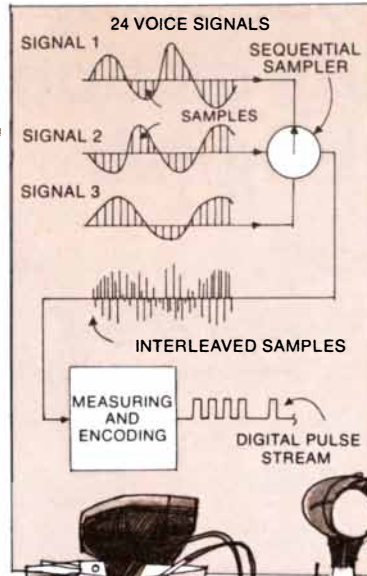 24 VOICE SIGNALS
SIGNAL 1
SEQUENTIAL
SAMPLER
SAMPLES
SIGNAL 2
SIGNAL 3
INTERLEAVED SAMPLES
MEASURING
AND
ENCODING
DIGITAL PULSE
STREAM